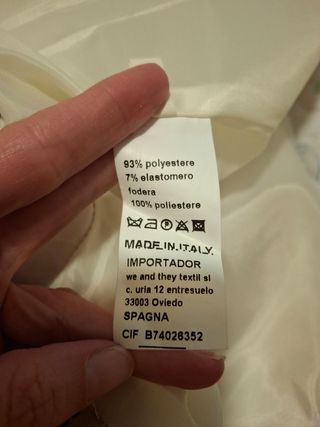 93% polyestere
7% elastomero
fodera
100% poliestere
MADE.IN.ITALY.
IMPORTADOR
we and they textil sl
c. uria 12 entresuelo
33003 Oviedo
SPAGNA
CIF B74026352